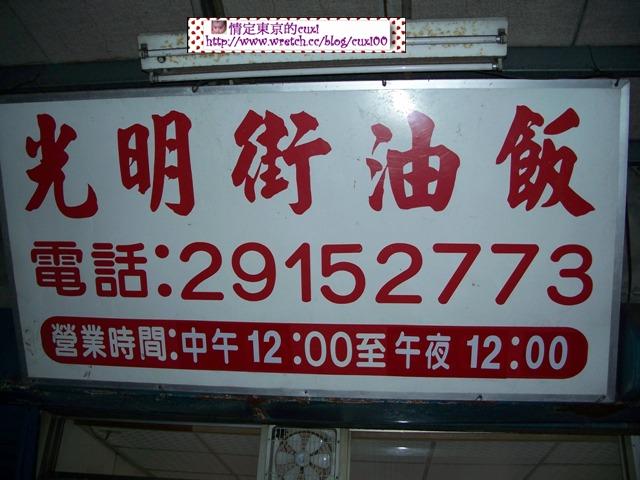 情定東京的cux!
http://www.wretch.cc/blog/cux100
光明街油飯
電話:29152773
營業時間:中午12:00至午夜12:00